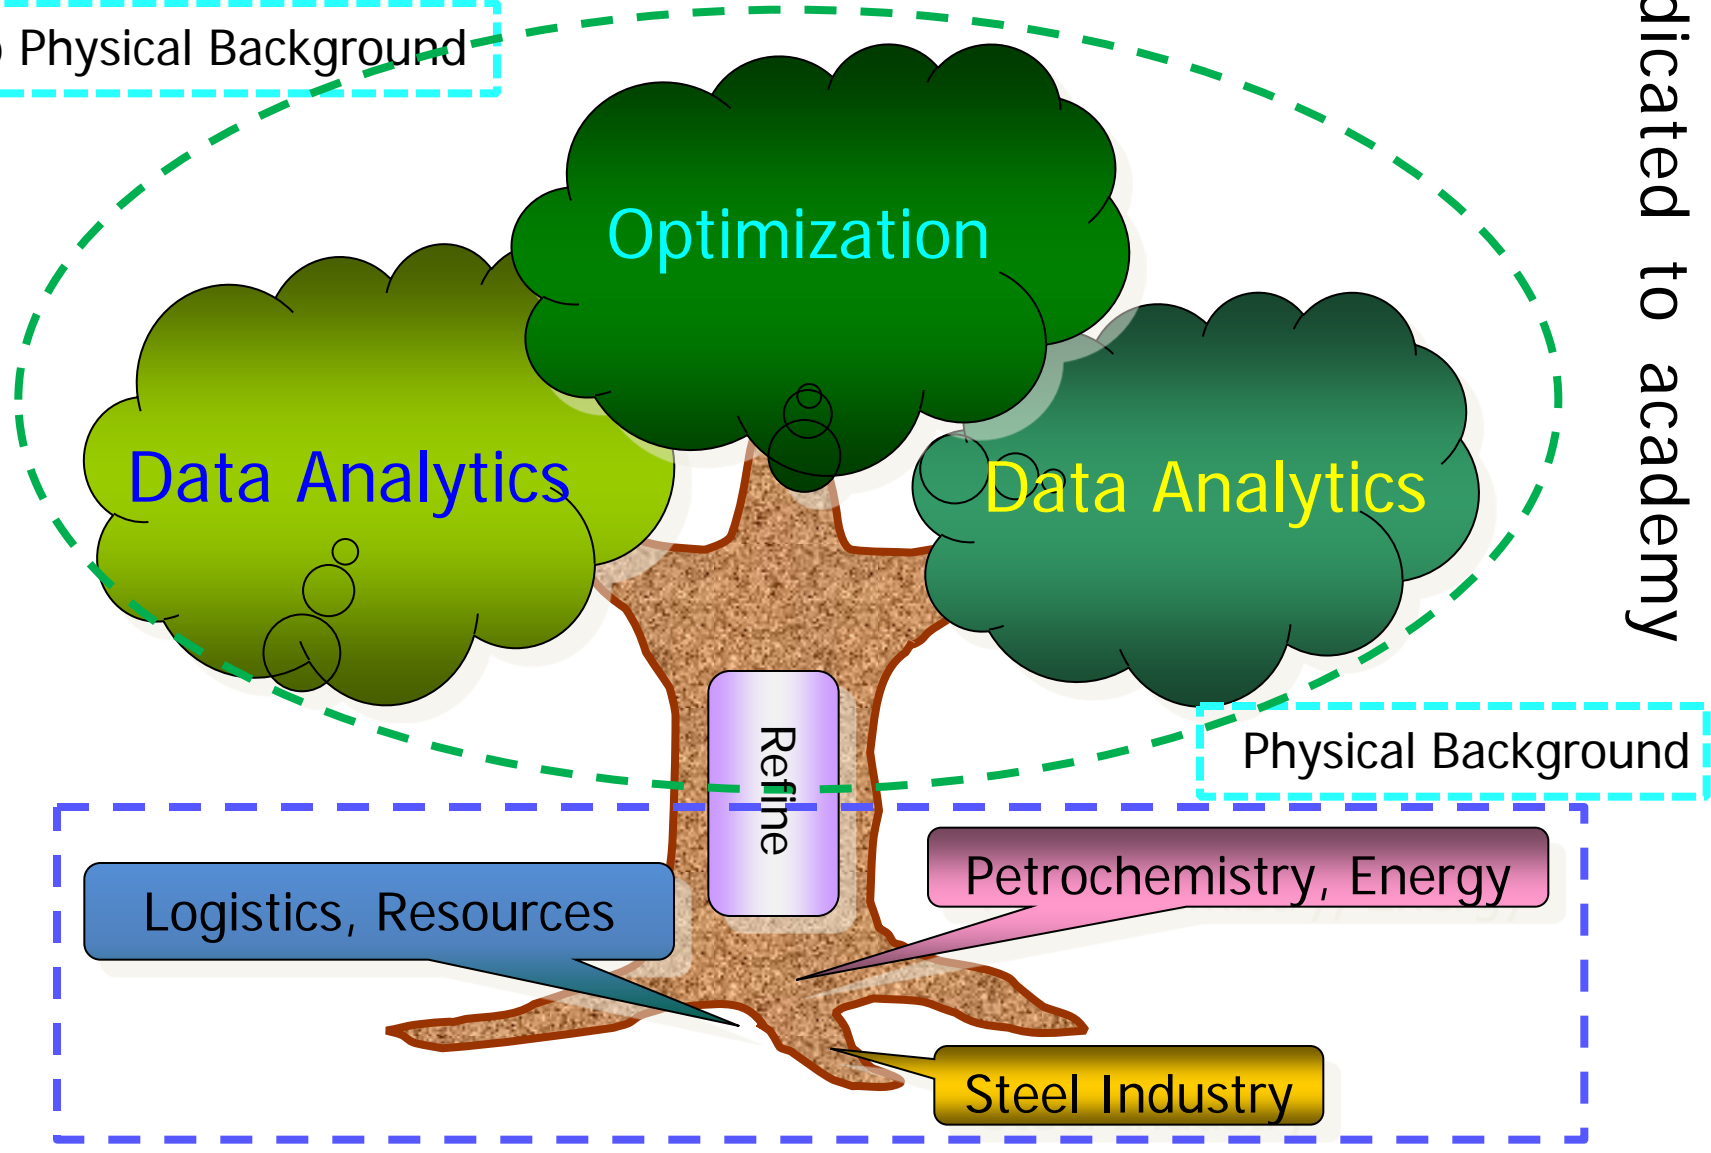 Physical Background
Optimization
Data Analytics
Data Analytics
dicated to academy
Refine
Physical Background
Petrochemistry, Energy
Logistics, Resources
Steel Industry